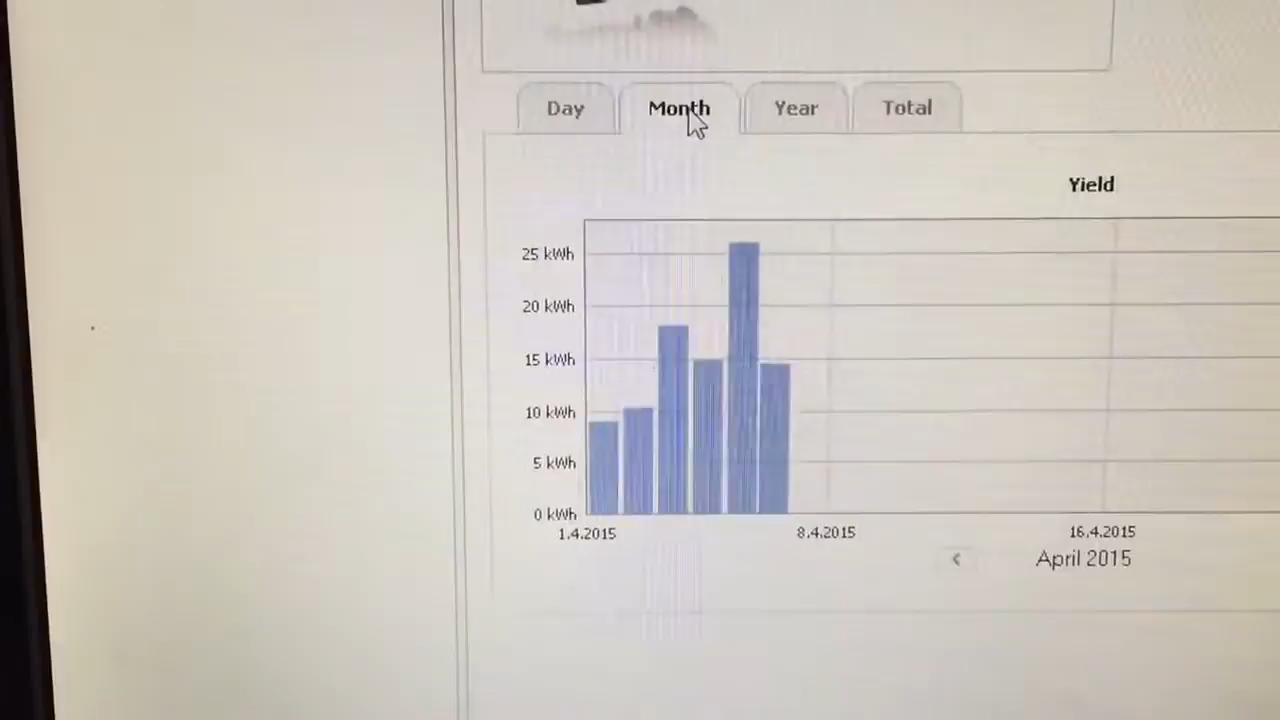 Day Month Year Total
Yield
25 kWh
20 kWh
15 kWh
10 kWh
5 kWh
0 kWh
1.4.2015 8.4.2015 16.4.2015
< April 2015